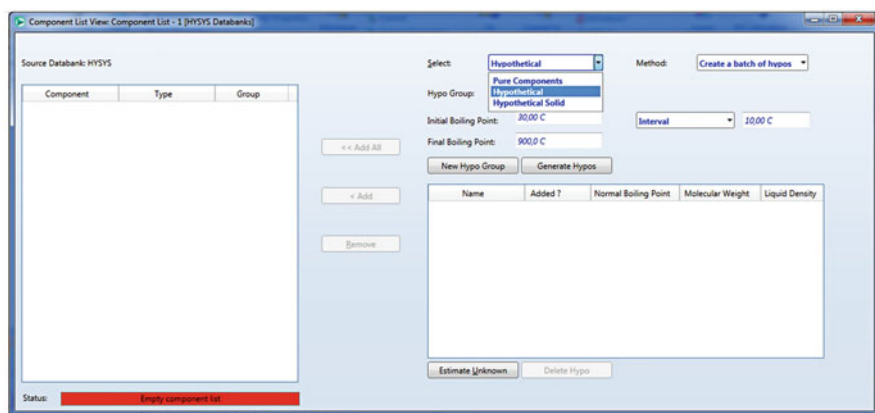 Component List View: Component List - 1 [HYSYS Databanks]
Source Databank: HYSYS
Select: Hypothetical
Method: Create a batch of hypos
Pure Components
Hypothetical
Hypothetical Solid
Hypo Group:
Initial Boiling Point: 30,00 C
Interval 10,00 C
Final Boiling Point: 900,0 C
New Hypo Group Generate Hypos
Component Type Group
<< Add All
< Add
Remove
Name Added ? Normal Boiling Point Molecular Weight Liquid Density
Estimate Unknown Delete Hypo
Status: Empty component list